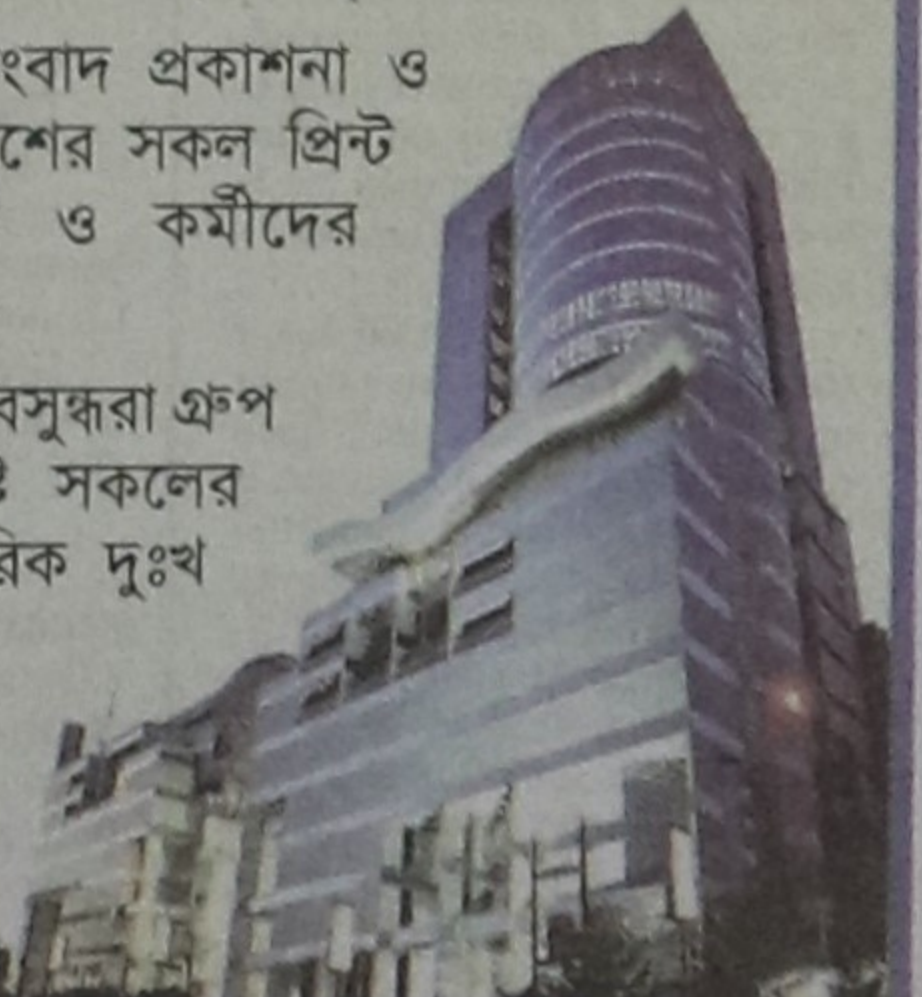 ংবাদ প্রকাশনা ও
শের সকল প্রিন্ট
ও কর্মীদের
বসুন্ধরা গ্রুপ
সকলের
রিক দুঃখ